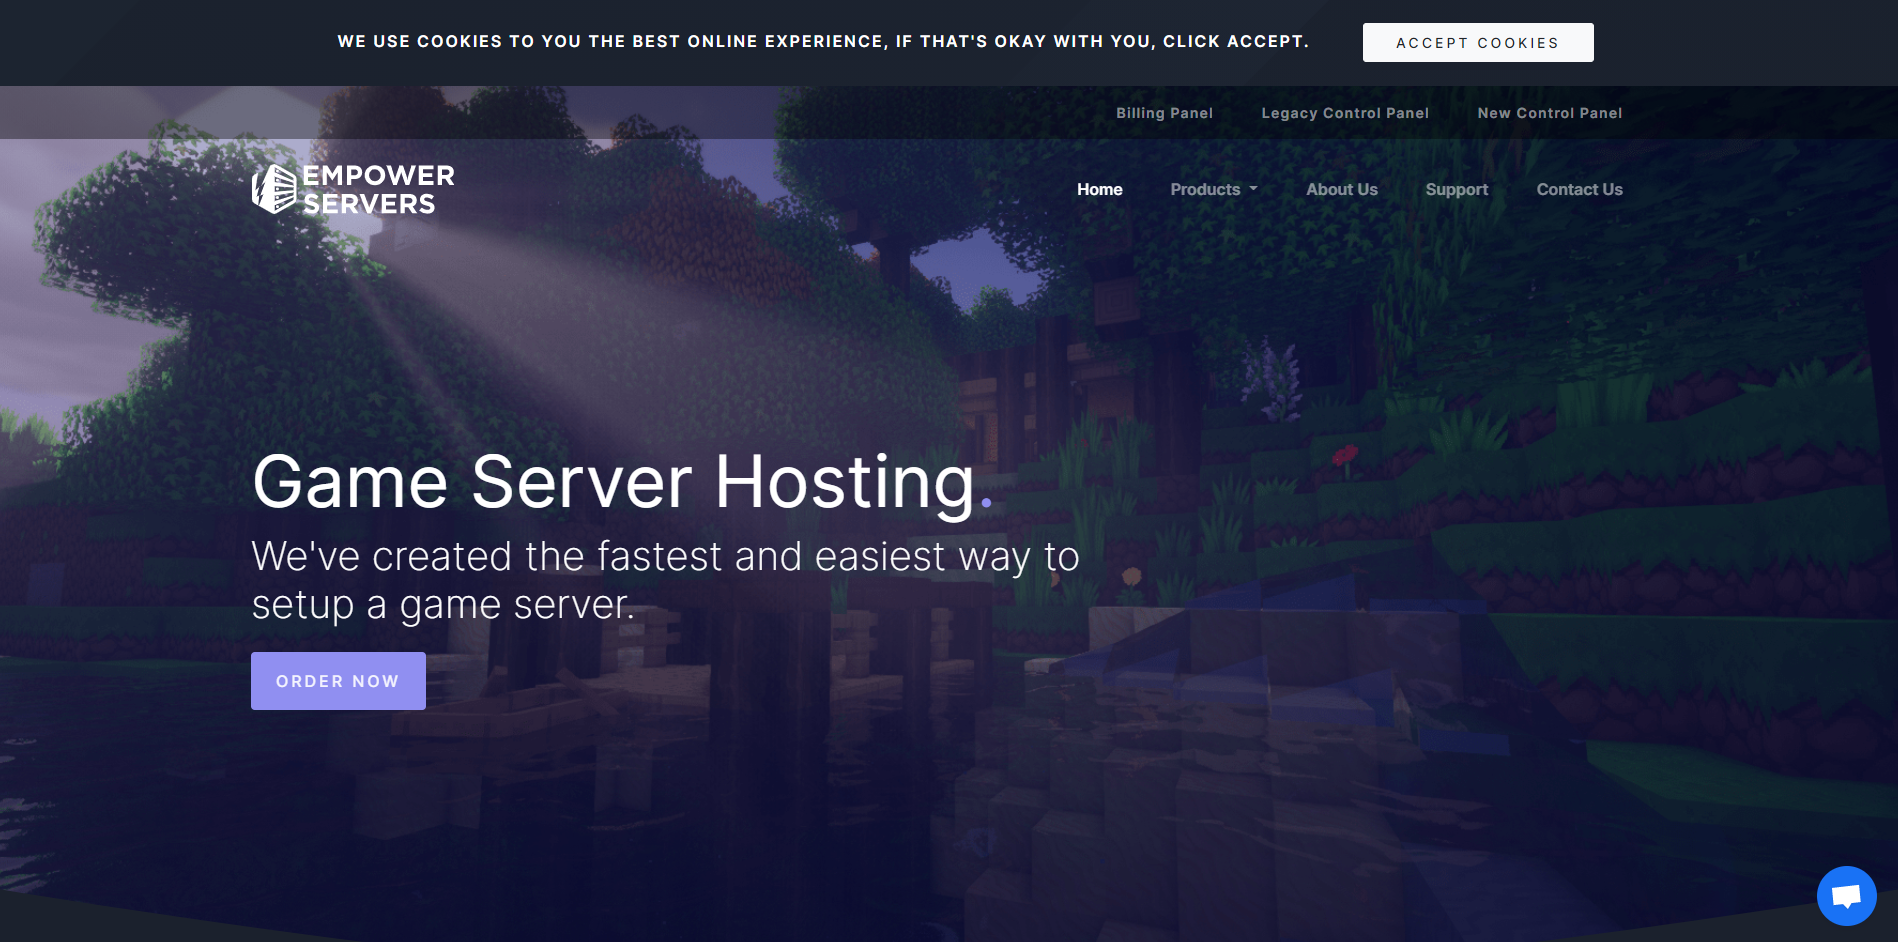 WE USE COOKIES TO YOU THE BEST ONLINE EXPERIENCE, IF THAT'S OKAY WITH YOU, CLICK ACCEPT.
ACCEPT COOKIES
Billing Panel
Legacy Control Panel
New Control Panel
EMPOWER
SERVERS
Home
Products
About Us
Support
Contact Us
Game Server Hosting.
We've created the fastest and easiest way to
setup a game server.
ORDER NOW